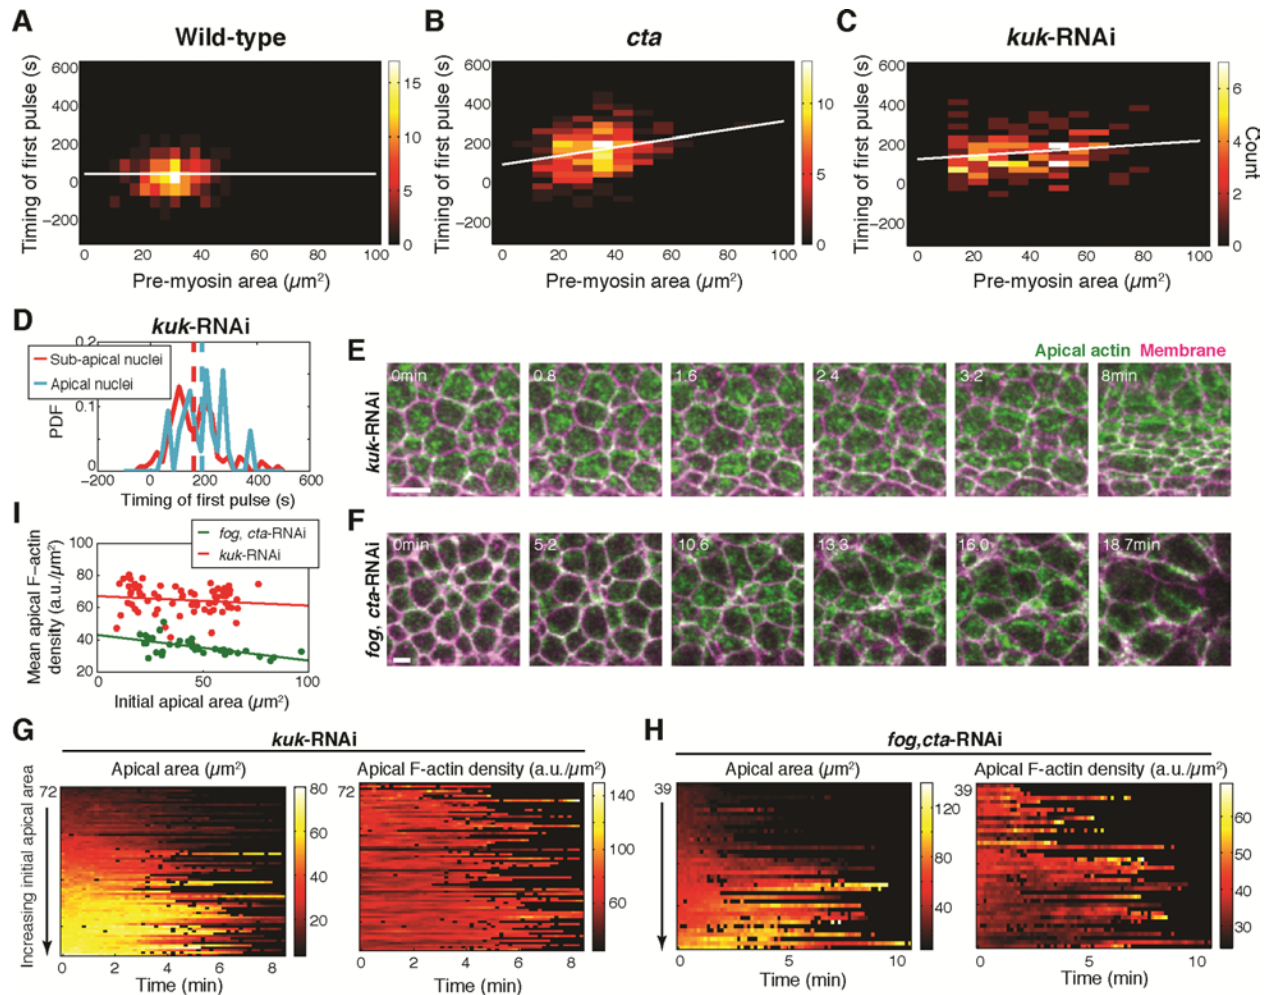 A
Wild-type
Timing of first pulse (s)
600
400
200
0
−200
0 20 40 60 80 100
Pre-myosin area (µm²)
15
10
5
0
B
cta
Timing of first pulse (s)
600
400
200
0
−200
0 20 40 60 80 100
Pre-myosin area (µm²)
10
5
0
C
kuk-RNAi
Timing of first pulse (s)
600
400
200
0
−200
0 20 40 60 80 100
Pre-myosin area (µm²)
6
4
2
0
Count
D
kuk-RNAi
0.2
Sub-apical nuclei
Apical nuclei
PDF
0.1
0
−200 0 200 400 600
Timing of first pulse (s)
E
Apical actin Membrane
kuk-RNAi
0min
0.8
1.6
2.4
3.2
8min
F
fog, cta-RNAi
0min
5.2
10.6
13.3
16.0
18.7min
I
fog, cta-RNAi
kuk-RNAi
Mean apical F−actin
density (a.u./µm²)
100
80
60
40
20
0 50 100
Initial apical area (µm²)
G
kuk-RNAi
Apical area (µm²)
Increasing initial apical area
72
0 2 4 6 8
Time (min)
80
60
40
20
Apical F-actin density (a.u./µm²)
72
0 2 4 6 8
Time (min)
140
100
60
H
fog,cta-RNAi
Apical area (µm²)
39
0 5 10
Time (min)
120
80
40
Apical F-actin density (a.u./µm²)
39
0 5 10
Time (min)
60
50
40
30